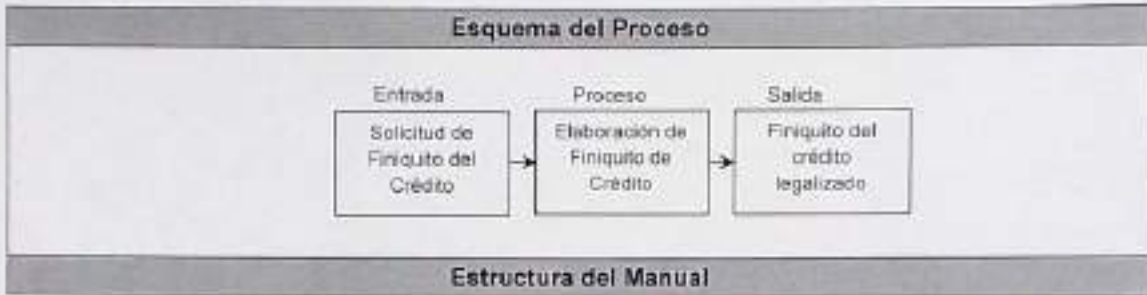 Esquema del Proceso
Entrada
Proceso
Salida
Solicitud de
Finiquito del
Crédito
Elaboración de
Finiquito de
Crédito
Finiquito del
crédito
legalizado
Estructura del Manual